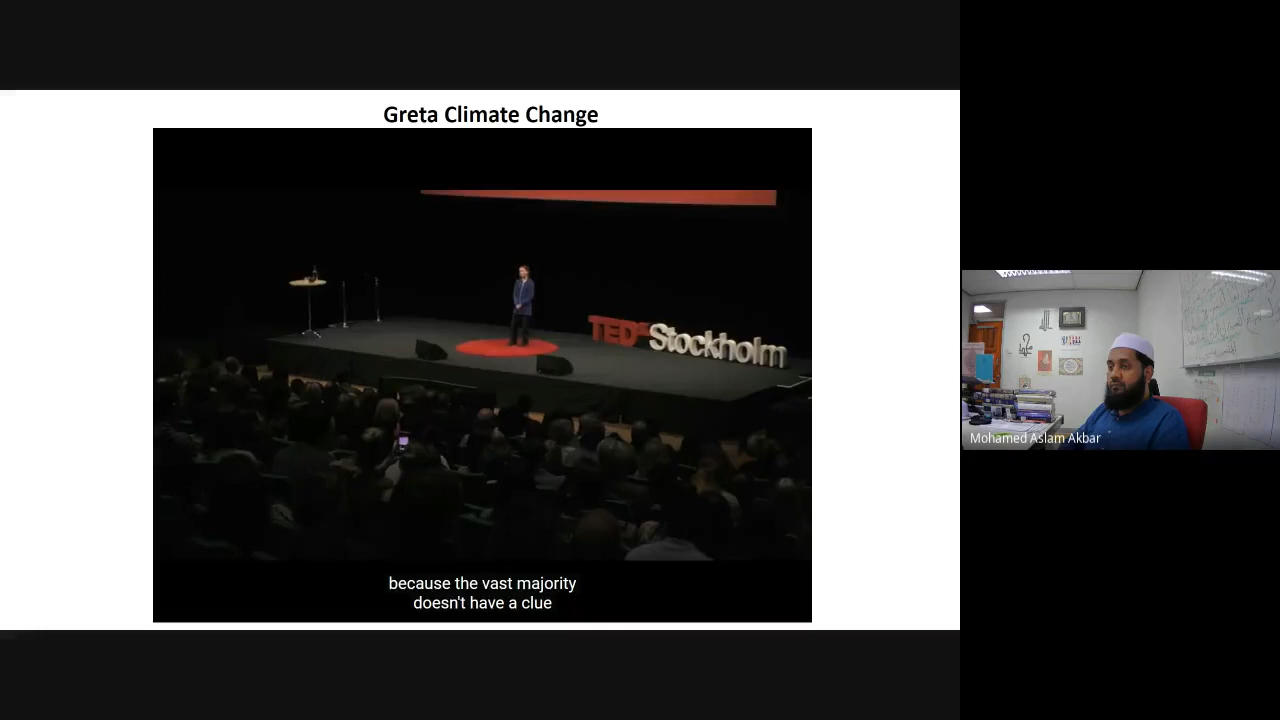 Greta Climate Change
TEDxStockholm
because the vast majority
doesn't have a clue
Mohamed Aslam Akbar